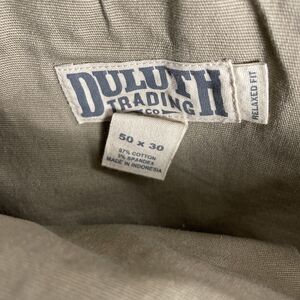 DULUTH
TRADING
CO
RELAXED FIT
50 x 30
97% COTTON
3% SPANDEX
MADE IN INDONESIA